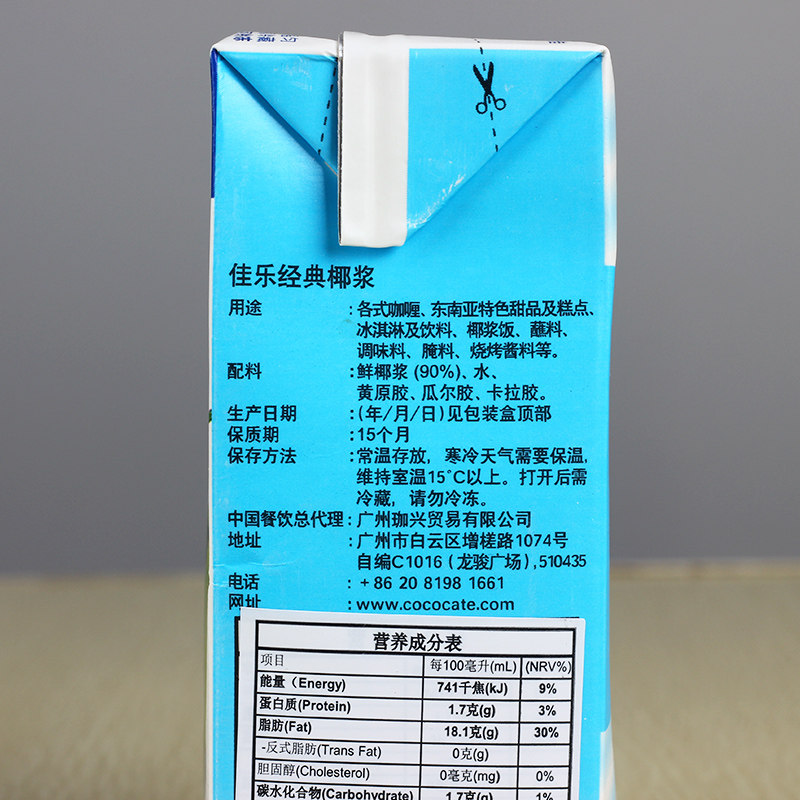 佳乐经典椰浆
用途 :各式咖喱、东南亚特色甜品及糕点、
冰淇淋及饮料、椰浆饭、蘸料、
调味料、腌料、烧烤酱料等。
配料 :鲜椰浆 (90%)、水、
黄原胶、瓜尔胶、卡拉胶。
生产日期 :(年/月/日)见包装盒顶部
保质期 :15个月
保存方法 :常温存放, 寒冷天气需要保温,
维持室温15°C以上。打开后需
冷藏, 请勿冷冻。
中国餐饮总代理:广州珈兴贸易有限公司
地址 :广州市白云区增槎路1074号
自编C1016 (龙骏广场),510435
电话 : +86 20 8198 1661
网址 : www.cococate.com
营养成分表
项目 每100毫升(mL) (NRV%)
能量（Energy) 741千焦(kJ) 9%
蛋白质(Protein) 1.7克(g) 3%
脂肪(Fat) 18.1克(g) 30%
-反式脂肪(Trans Fat) 0克(g)
胆固醇(Cholesterol) 0毫克(mg) 0%
碳水化合物(Carbohydrate) 1.7克(g) 1%